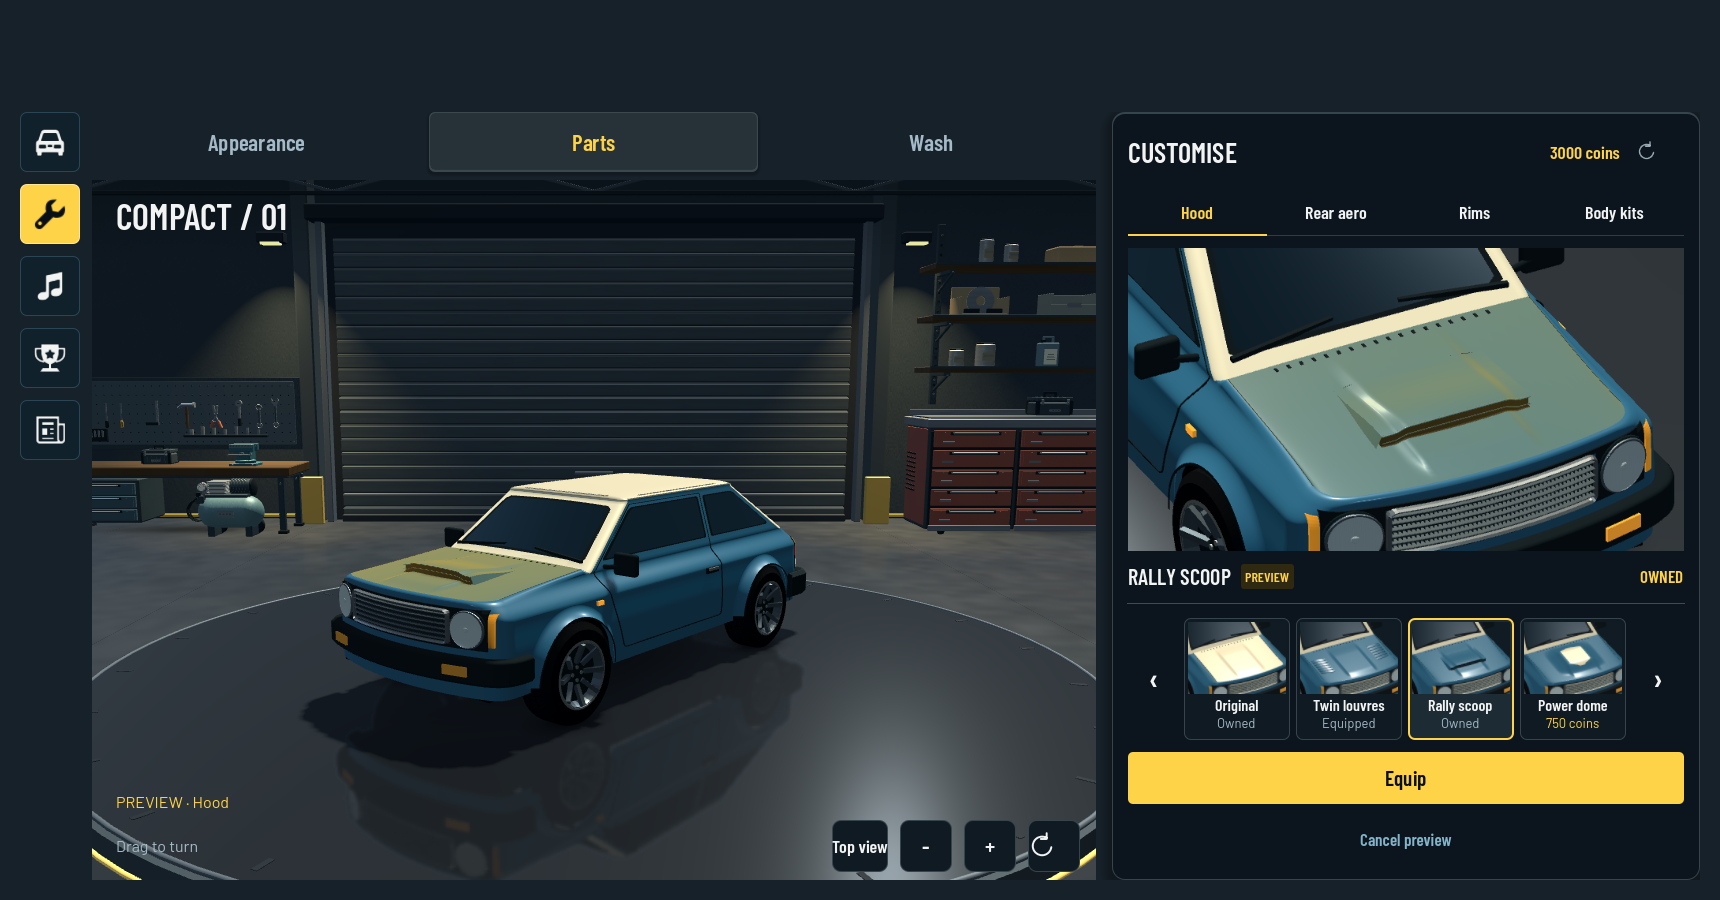 Appearance
Parts
Wash
COMPACT / 01
PREVIEW · Hood
Drag to turn
Top view
-
+
CUSTOMISE
3000 coins
Hood
Rear aero
Rims
Body kits
RALLY SCOOP
PREVIEW
OWNED
‹
Original
Owned
Twin louvres
Equipped
Rally scoop
Owned
Power dome
750 coins
›
Equip
Cancel preview